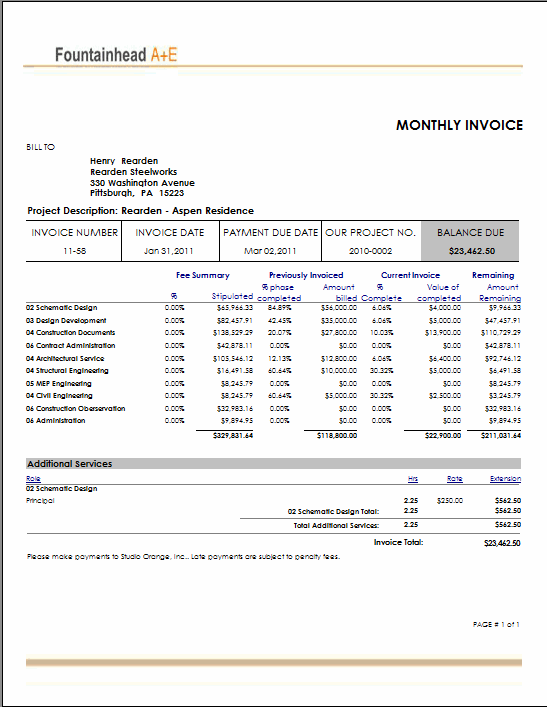 Fountainhead A+E
MONTHLY INVOICE
BILL TO
Henry Rearden
Rearden Steelworks
330 Washington Avenue
Pittsburgh, PA 15223
Project Description: Rearden - Aspen Residence
INVOICE NUMBER INVOICE DATE PAYMENT DUE DATE OUR PROJECT NO. BALANCE DUE
11-58 Jan 31,2011 Mar 02,2011 2010-0002 $23,462.50
Fee Summary Previously Invoiced Current Invoice Remaining
% Stipulated % phase completed Amount billed % Complete Value of completed Amount Remaining
02 Schematic Design 0.00% $65,966.33 84.89% $56,000.00 6.06% $4,000.00 $9,966.33
03 Design Development 0.00% $82,457.91 42.45% $35,000.00 6.06% $5,000.00 $47,457.91
04 Construction Documents 0.00% $138,529.29 20.07% $27,800.00 10.03% $13,900.00 $110,729.29
06 Contract Administration 0.00% $42,878.11 0.00% $0.00 0.00% $0.00 $42,878.11
04 Architectural Service 0.00% $105,546.12 12.13% $12,800.00 6.06% $6,400.00 $92,746.12
04 Structural Engineering 0.00% $16,491.58 60.64% $10,000.00 30.32% $5,000.00 $6,491.58
05 MEP Engineering 0.00% $8,245.79 0.00% $0.00 0.00% $0.00 $8,245.79
04 Civil Engineering 0.00% $8,245.79 60.64% $5,000.00 30.32% $2,500.00 $3,245.79
06 Construction Oberservation 0.00% $32,983.16 0.00% $0.00 0.00% $0.00 $32,983.16
06 Administration 0.00% $9,894.95 0.00% $0.00 0.00% $0.00 $9,894.95
$329,831.64 $118,800.00 $22,900.00 $211,031.64
Additional Services
Role Hrs Rate Extension
02 Schematic Design
Principal 2.25 $250.00 $562.50
02 Schematic Design Total: 2.25 $562.50
Total Additional Services: 2.25 $562.50
Invoice Total: $23,462.50
Please make payments to Studio Orange, Inc.. Late payments are subject to penalty fees.
PAGE # 1 of 1